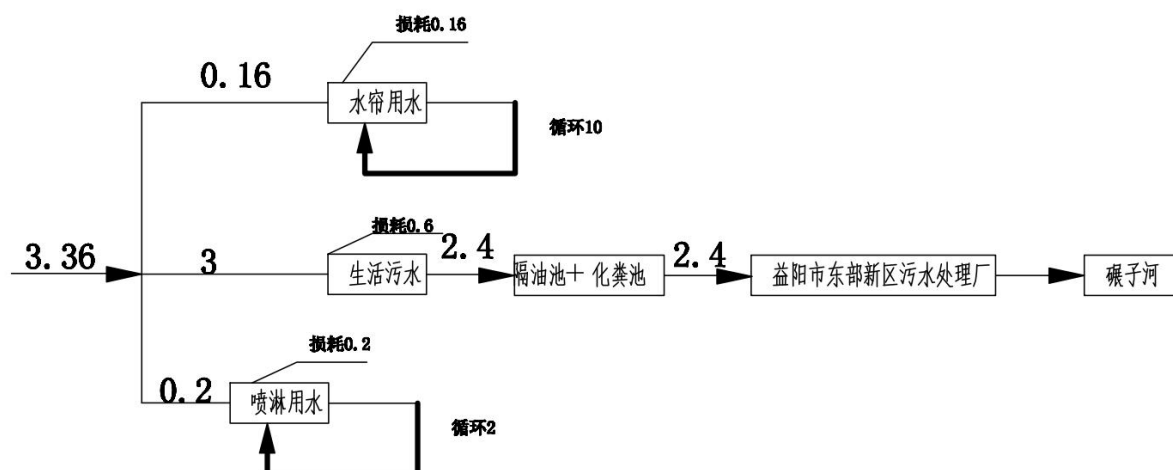 损耗0.16
0.16
水帘用水
循环10
损耗0.6
3.36
3
生活污水
2.4
隔油池+ 化粪池
2.4
益阳市东部新区污水处理厂
碾子河
损耗0.2
0.2
喷淋用水
循环2